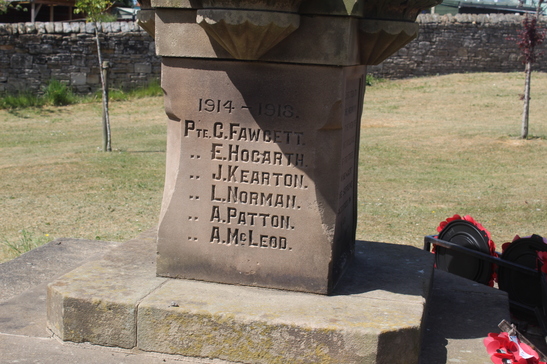 1914 - 1918.
PTE. C. FAWCETT.
.. E. HOGARTH.
.. J. KEARTON.
.. L. NORMAN.
.. A. PATTON.
.. A. McLEOD.